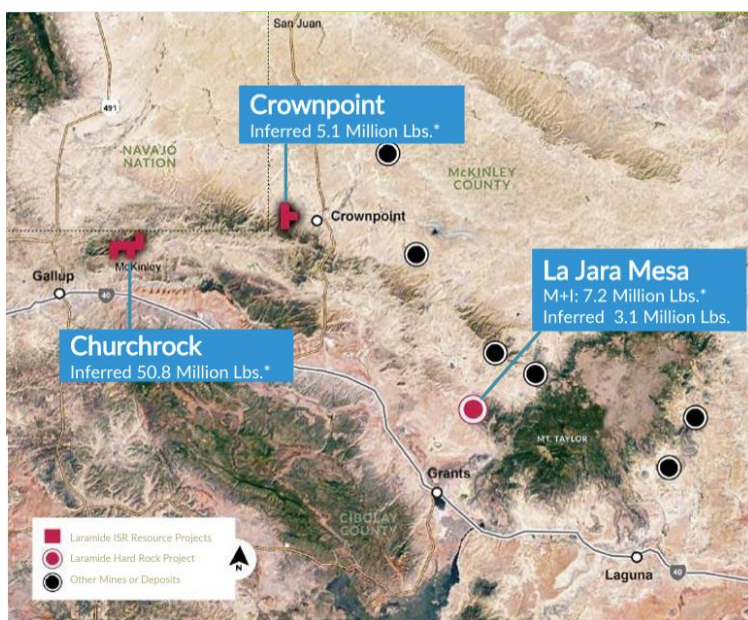 San Juan
491
Crownpoint
Inferred 5.1 Million Lbs.*
NAVAJO
NATION
McKINLEY
COUNTY
Crownpoint
McKinley
Gallup
40
La Jara Mesa
M+I: 7.2 Million Lbs.*
Inferred 3.1 Million Lbs.
Churchrock
Inferred 50.8 Million Lbs.*
MT. TAYLOR
Grants
CIBOLAY
COUNTY
Laramide ISR Resource Projects
Laramide Hard Rock Project
Other Mines or Deposits
N
Laguna
40